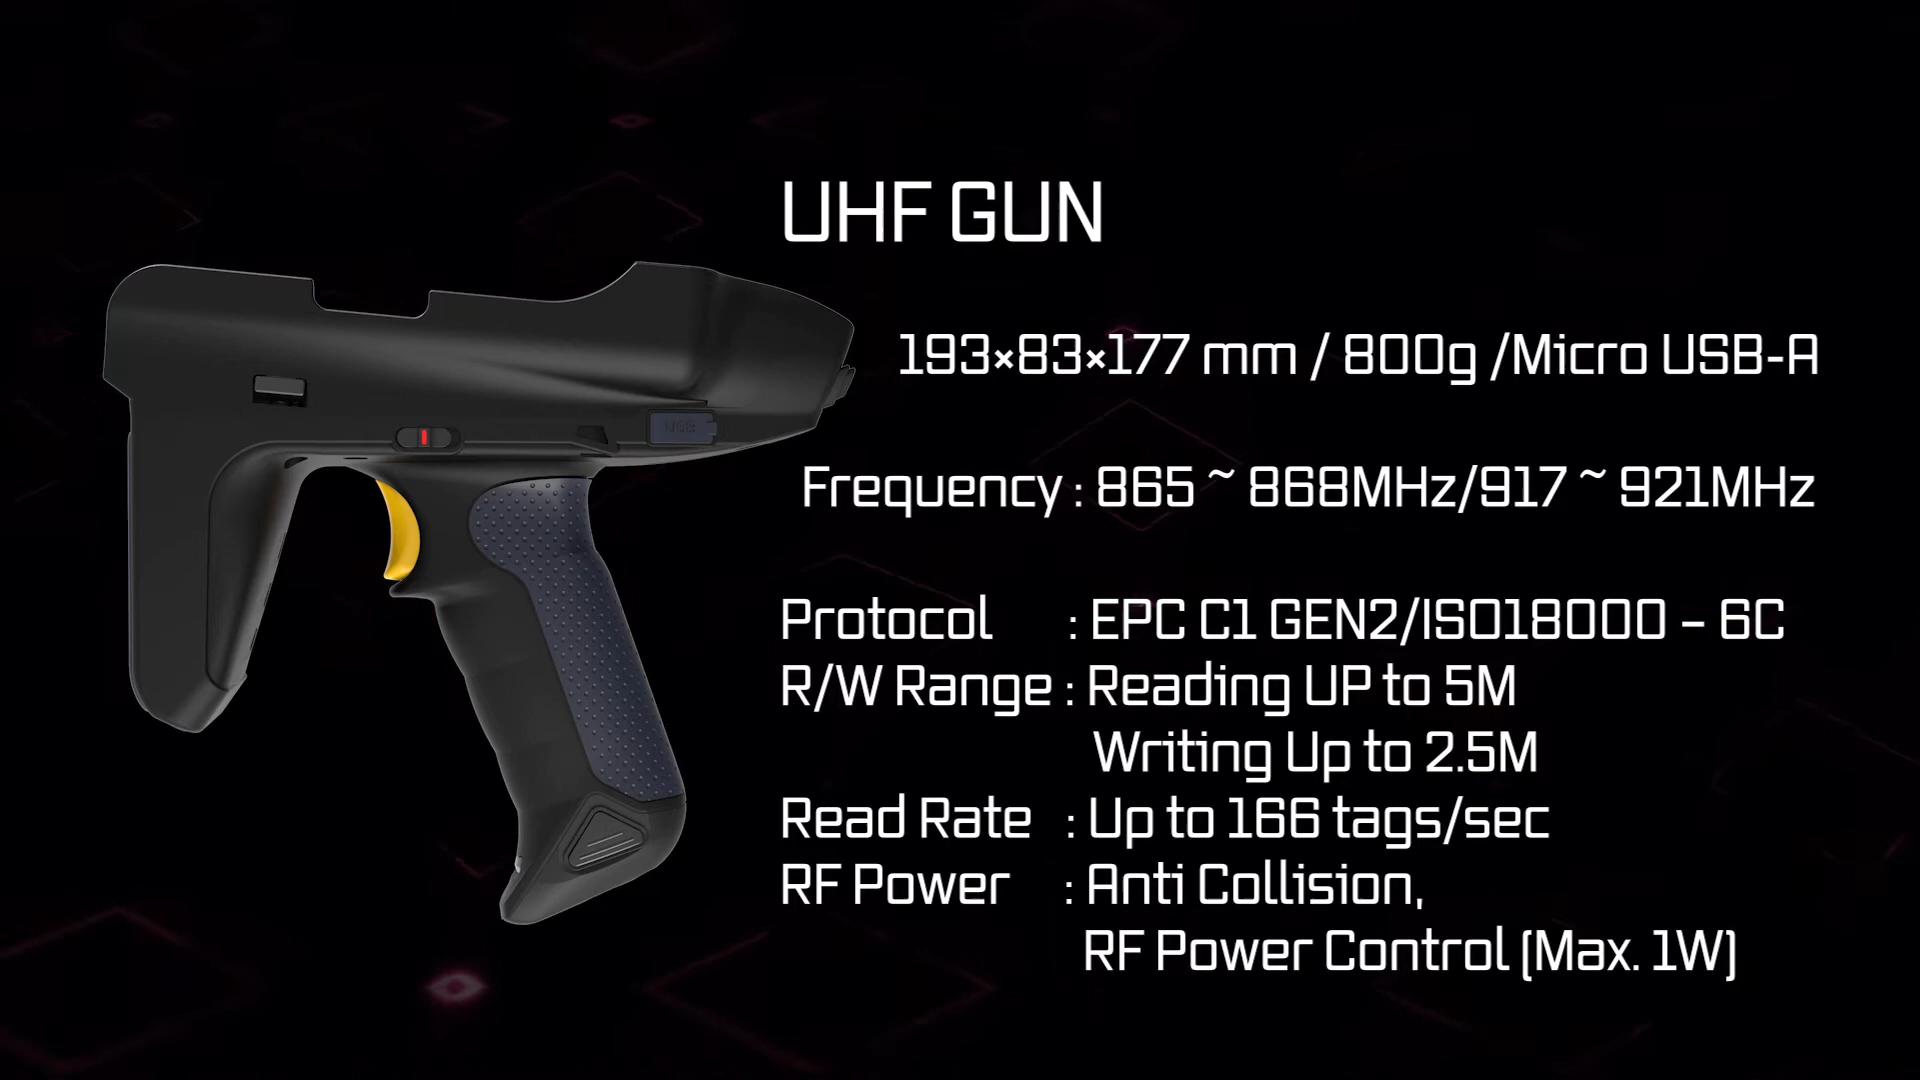 UHF GUN
193×83×177 mm / 800g /Micro USB-A
Frequency : 865 ~ 868MHz/917 ~ 921MHz
Protocol : EPC C1 GEN2/ISO18000 – 6C
R/W Range : Reading UP to 5M
Writing Up to 2.5M
Read Rate : Up to 166 tags/sec
RF Power : Anti Collision,
RF Power Control (Max. 1W)
USB